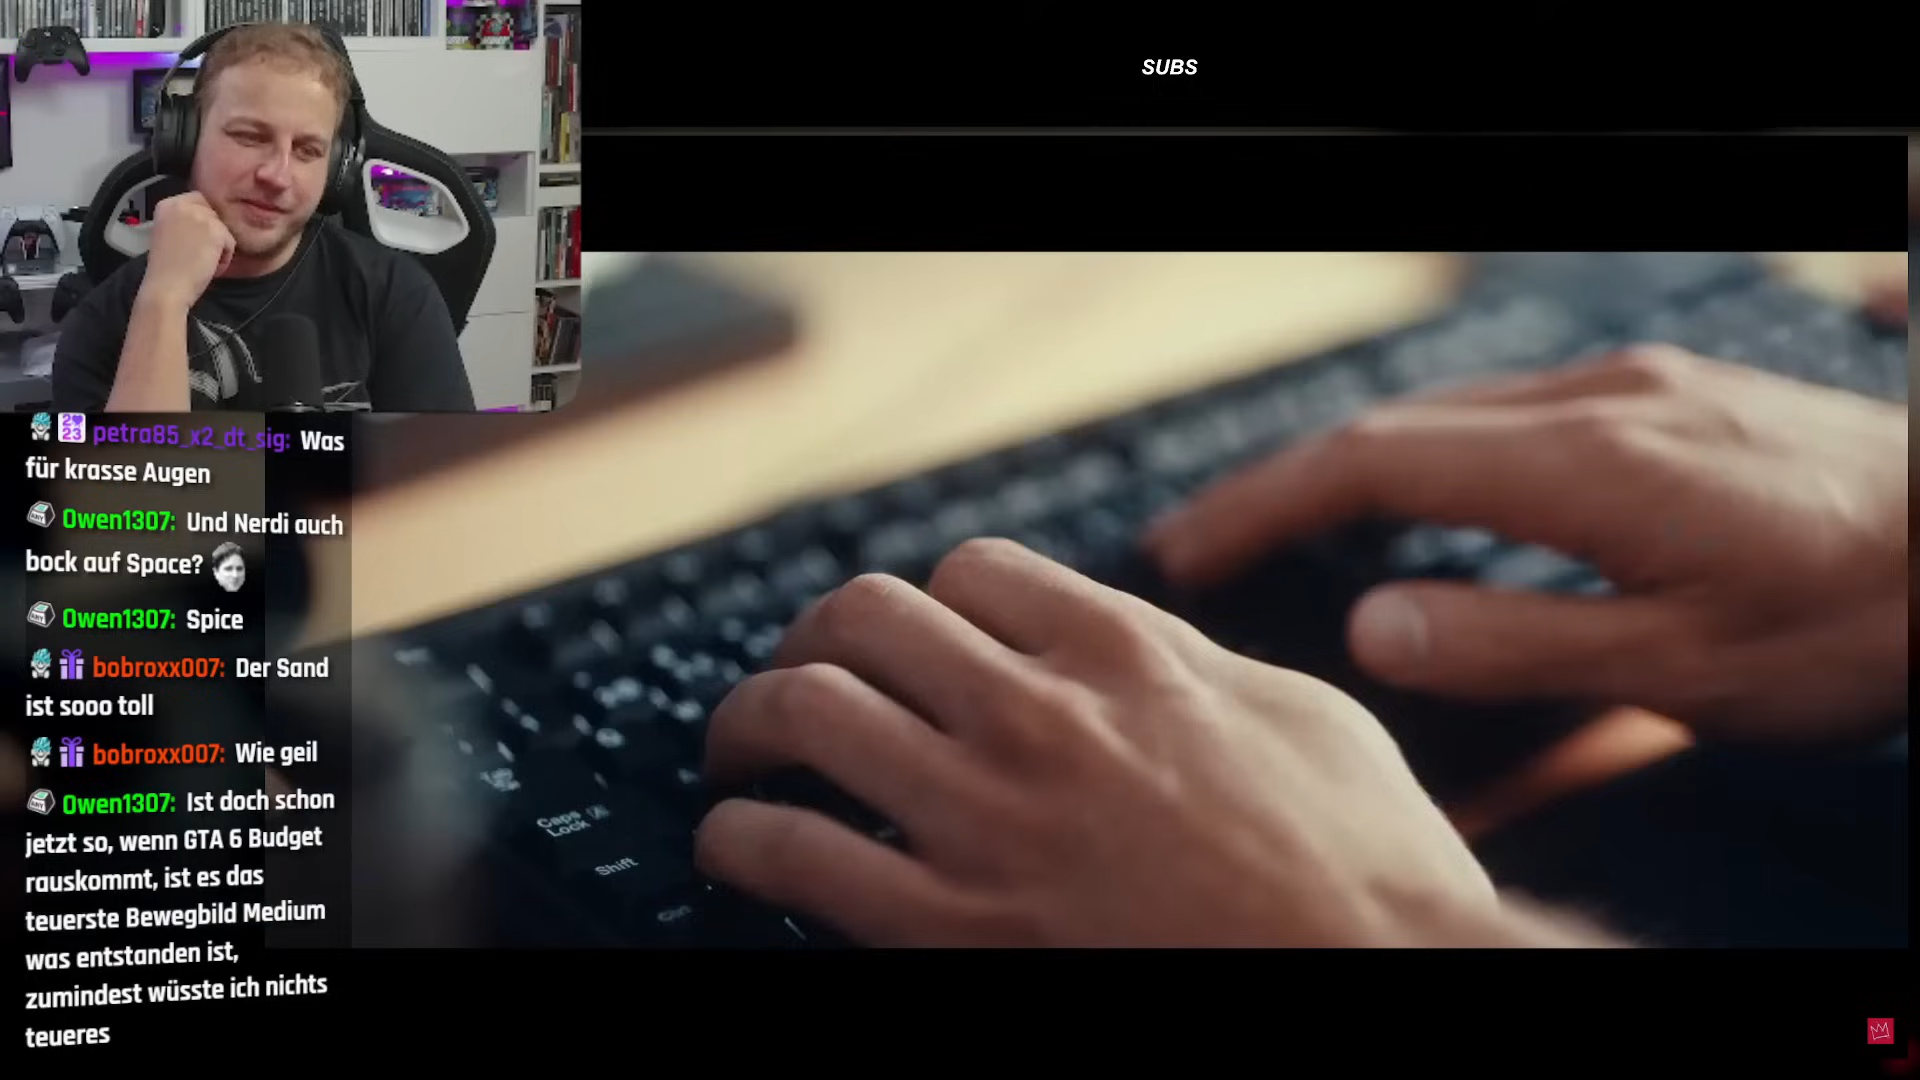 SUBS
petra85_x2_dt_sig: Was
für krasse Augen
Owen1307: Und Nerdi auch
bock auf Space?
Owen1307: Spice
bobroxx007: Der Sand
ist sooo toll
bobroxx007: Wie geil
Owen1307: Ist doch schon
jetzt so, wenn GTA 6 Budget
rauskommt, ist es das
teuerste Bewegbild Medium
was entstanden ist,
zumindest wüsste ich nichts
teueres
Caps
Lock
Shift
Ctrl